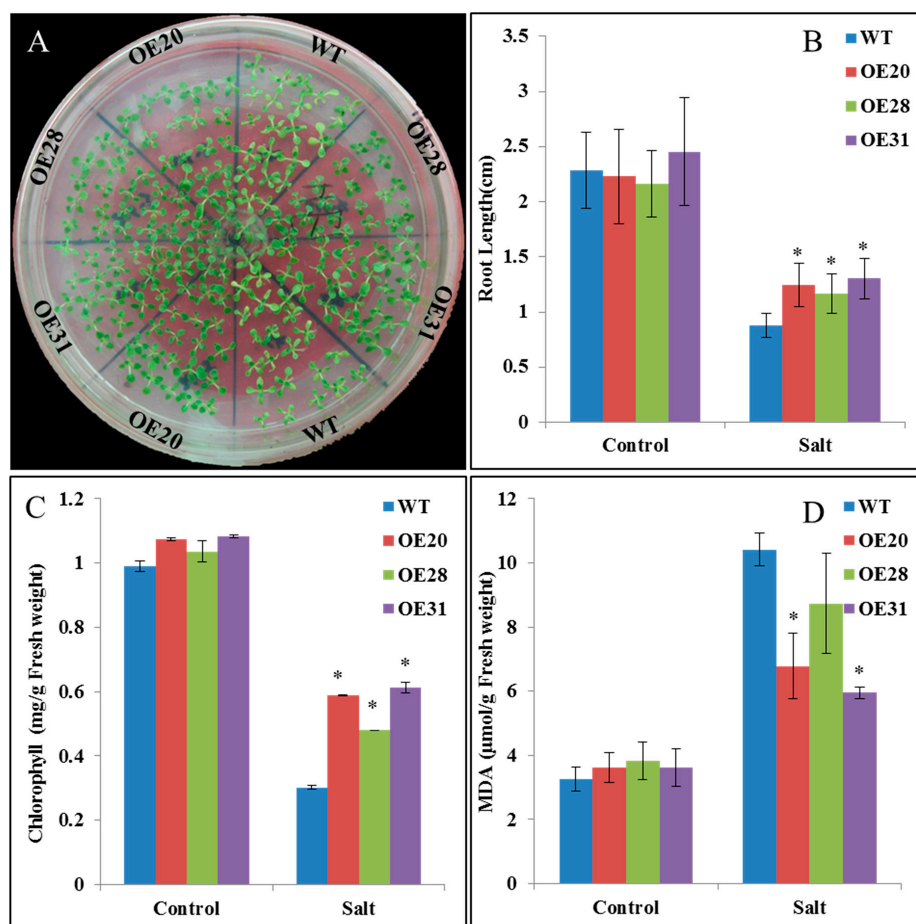 A
OE20
WT
OE28
OE28
OE31
OE31
OE20
WT
B
WT
OE20
OE28
OE31
Root Length(cm)
3.5
3
2.5
2
1.5
1
0.5
0
* * *
Control Salt
C
WT
OE20
OE28
OE31
Chlorophyll (mg/g Fresh weight)
1.2
1
0.8
0.6
0.4
0.2
0
* * *
Control Salt
D
WT
OE20
OE28
OE31
MDA (µmol/g Fresh weight)
12
10
8
6
4
2
0
* *
Control Salt